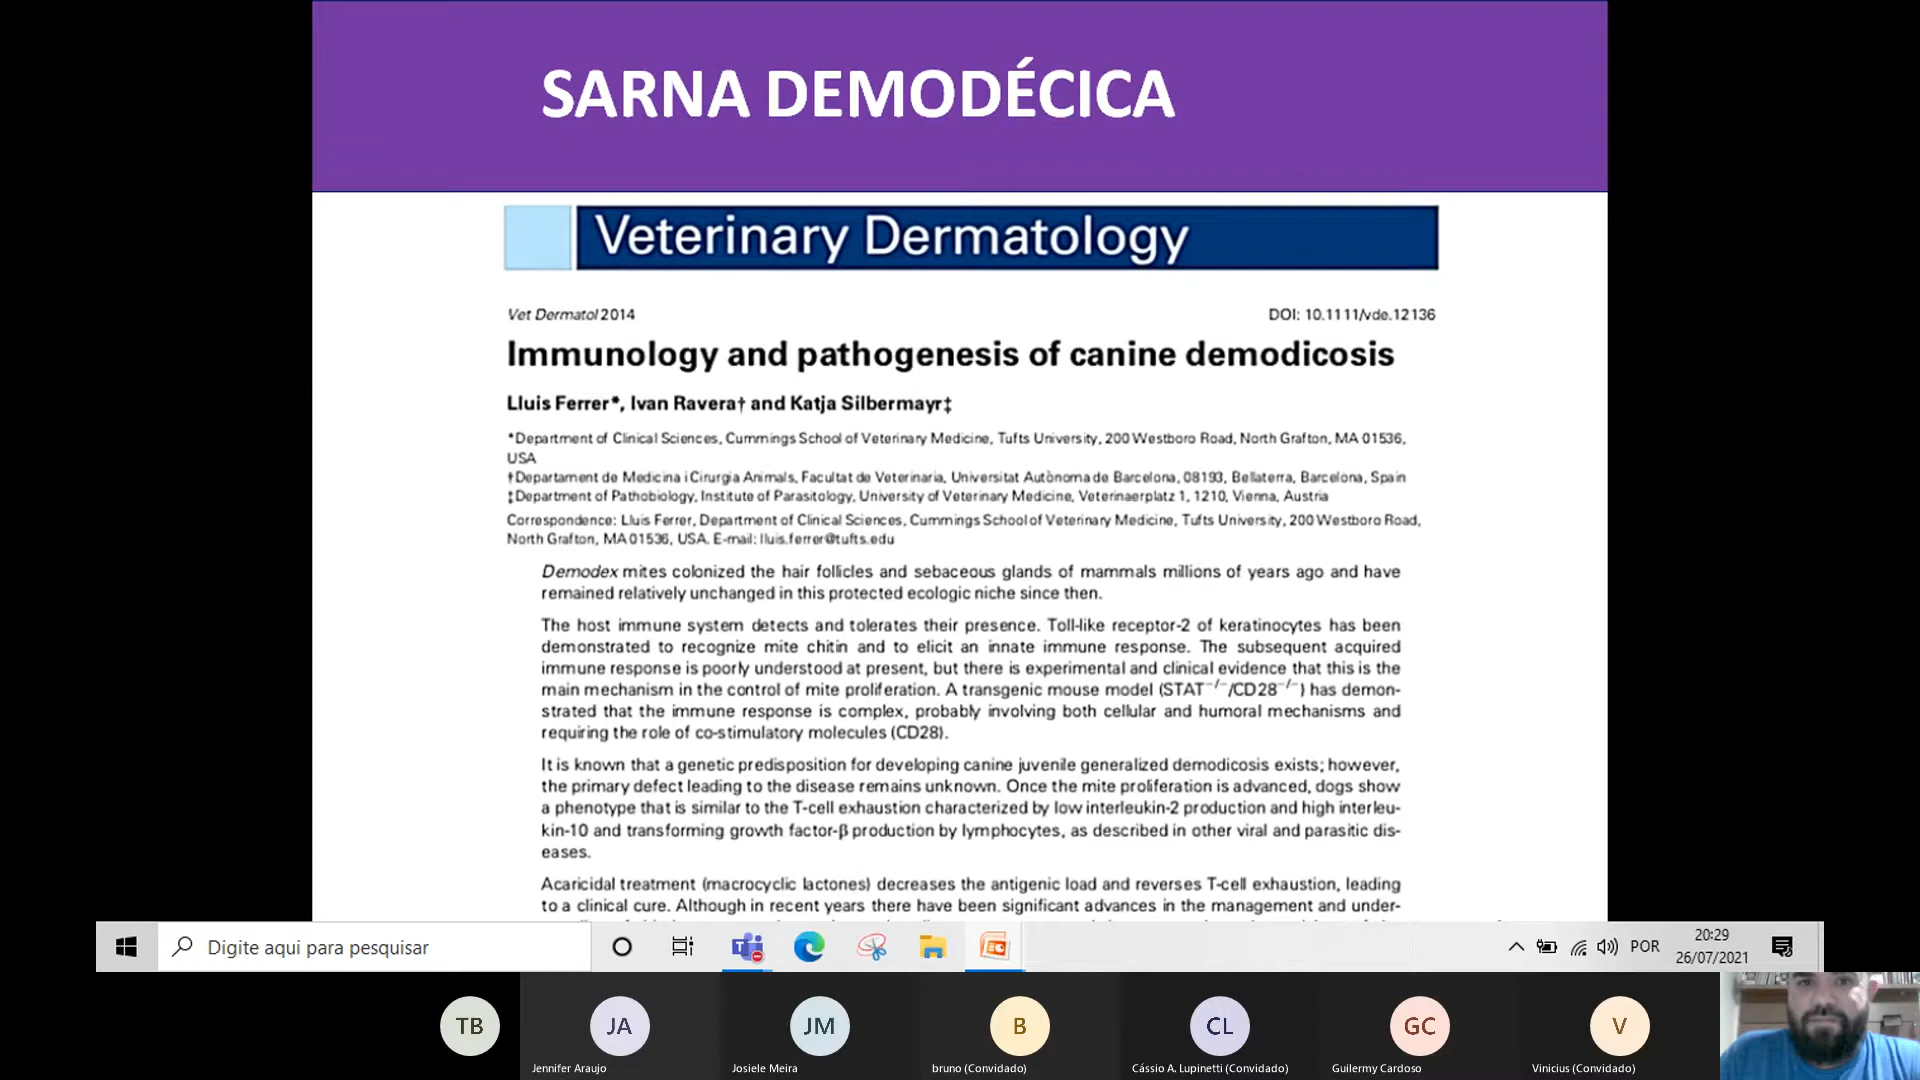 SARNA DEMODÉCICA
Veterinary Dermatology
Vet Dermatol 2014
DOI: 10.1111/vde.12136
Immunology and pathogenesis of canine demodicosis
Lluis Ferrer*, Ivan Ravera† and Katja Silbermayr‡
*Department of Clinical Sciences, Cummings School of Veterinary Medicine, Tufts University, 200 Westboro Road, North Grafton, MA 01536,
USA
†Departament de Medicina i Cirurgia Animals, Facultat de Veterinaria, Universitat Autònoma de Barcelona, 08193, Bellaterra, Barcelona, Spain
‡Department of Pathobiology, Institute of Parasitology, University of Veterinary Medicine, Veterinaerplatz 1, 1210, Vienna, Austria
Correspondence: Lluis Ferrer, Department of Clinical Sciences, Cummings School of Veterinary Medicine, Tufts University, 200 Westboro Road,
North Grafton, MA 01536, USA. E-mail: lluis.ferrer@tufts.edu
Demodex mites colonized the hair follicles and sebaceous glands of mammals millions of years ago and have
remained relatively unchanged in this protected ecologic niche since then.
The host immune system detects and tolerates their presence. Toll-like receptor-2 of keratinocytes has been
demonstrated to recognize mite chitin and to elicit an innate immune response. The subsequent acquired
immune response is poorly understood at present, but there is experimental and clinical evidence that this is the
main mechanism in the control of mite proliferation. A transgenic mouse model (STAT−/−/CD28−/−) has demon-
strated that the immune response is complex, probably involving both cellular and humoral mechanisms and
requiring the role of co-stimulatory molecules (CD28).
It is known that a genetic predisposition for developing canine juvenile generalized demodicosis exists; however,
the primary defect leading to the disease remains unknown. Once the mite proliferation is advanced, dogs show
a phenotype that is similar to the T-cell exhaustion characterized by low interleukin-2 production and high interleu-
kin-10 and transforming growth factor-β production by lymphocytes, as described in other viral and parasitic dis-
eases.
Acaricidal treatment (macrocyclic lactones) decreases the antigenic load and reverses T-cell exhaustion, leading
to a clinical cure. Although in recent years there have been significant advances in the management and under-
Digite aqui para pesquisar
POR
20:29
26/07/2021
TB
JA
JM
B
CL
GC
V
Jennifer Araujo
Josiele Meira
bruno (Convidado)
Cássio A. Lupinetti (Convidado)
Guilermy Cardoso
Vinicius (Convidado)